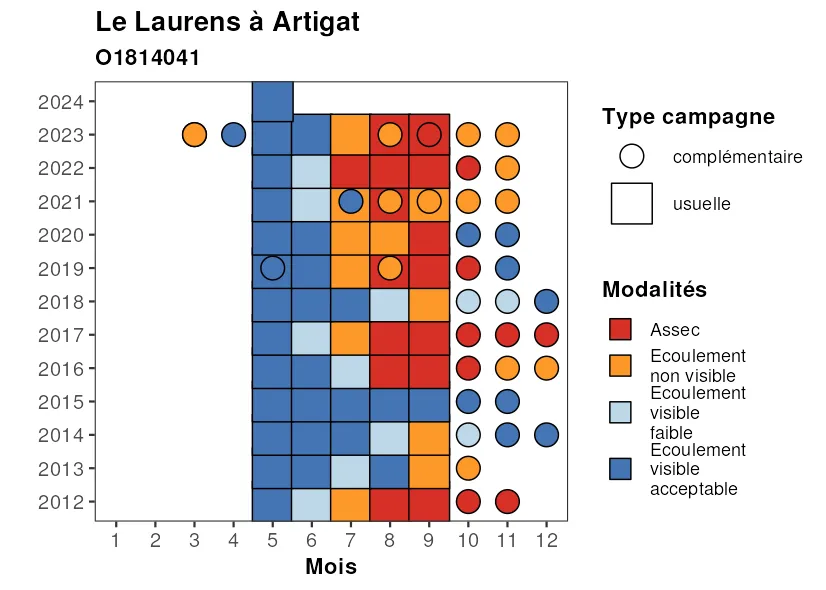 Le Laurens à Artigat
O1814041
2024
2023
2022
2021
2020
2019
2018
2017
2016
2015
2014
2013
2012
1 2 3 4 5 6 7 8 9 10 11 12
Mois
Type campagne
complémentaire
usuelle
Modalités
Assec
Ecoulement
non visible
Ecoulement
visible
faible
Ecoulement
visible
acceptable